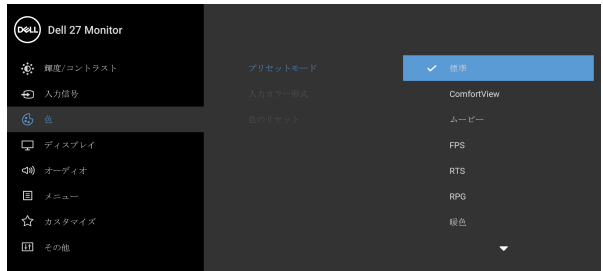 DELL Dell 27 Monitor
輝度/コントラスト
入力信号
色
ディスプレイ
オーディオ
メニュー
カスタマイズ
その他
プリセットモード
入力カラー形式
色のリセット
標準
ComfortView
ムービー
FPS
RTS
RPG
暖色